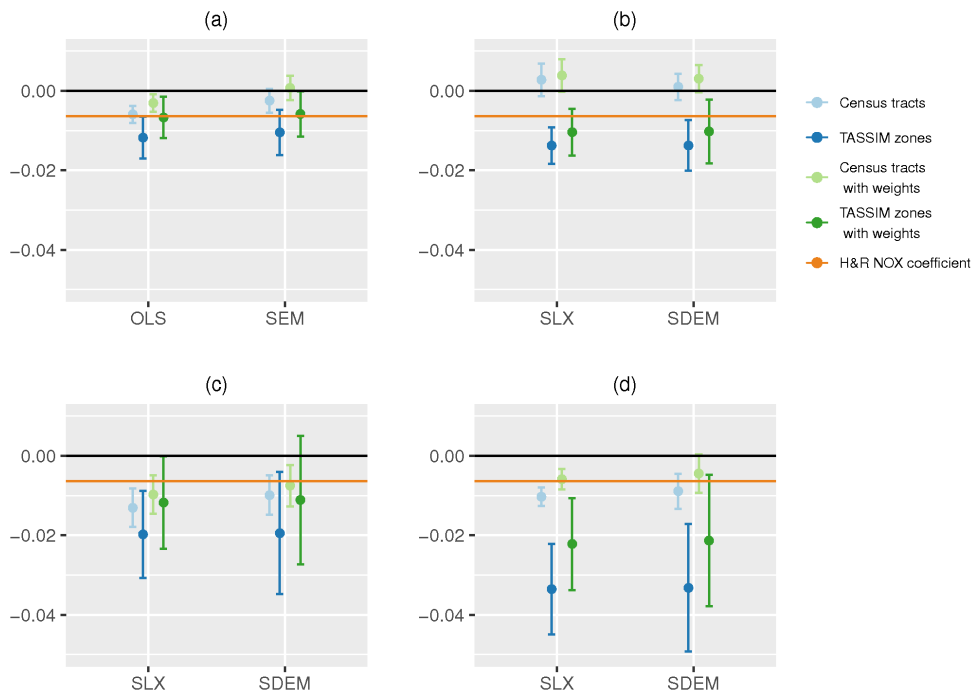 (a)
(b)
0.00
−0.02
−0.04
OLS
SEM
0.00
−0.02
−0.04
SLX
SDEM
Census tracts
TASSIM zones
Census tracts
with weights
TASSIM zones
with weights
H&R NOX coefficient
(c)
(d)
0.00
−0.02
−0.04
SLX
SDEM
0.00
−0.02
−0.04
SLX
SDEM